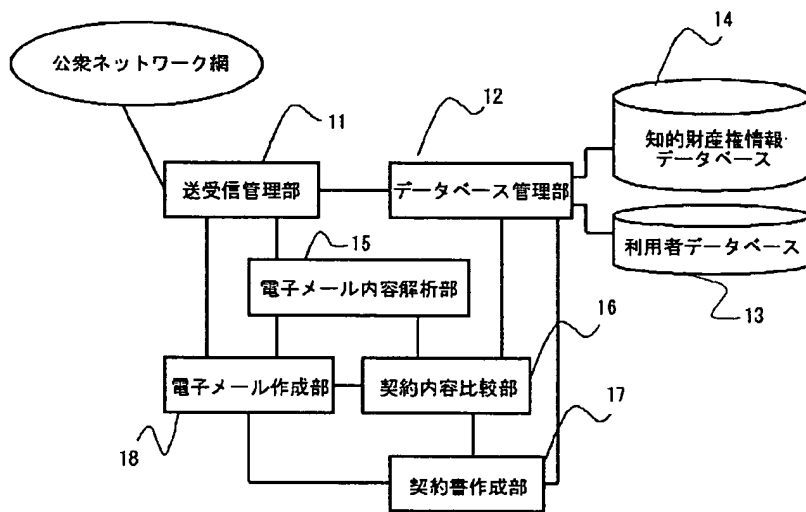 公衆ネットワーク網
14
11
12
知的財産権情報
データベース
送受信管理部
データベース管理部
利用者データベース
13
15
電子メール内容解析部
16
電子メール作成部
契約内容比較部
17
18
契約書作成部